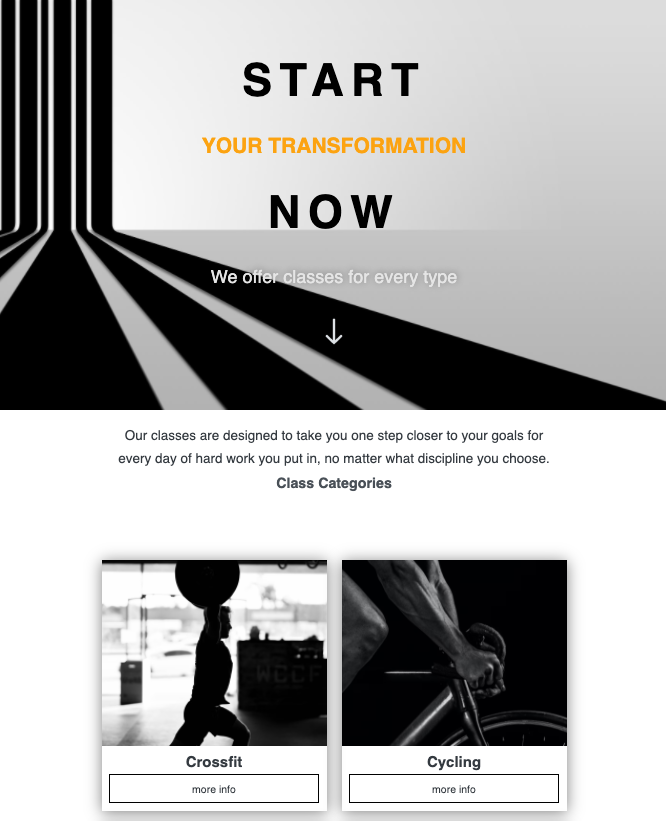 START
YOUR TRANSFORMATION
NOW
We offer classes for every type
Our classes are designed to take you one step closer to your goals for
every day of hard work you put in, no matter what discipline you choose.
Class Categories
WCCF
Crossfit
Cycling
more info
more info